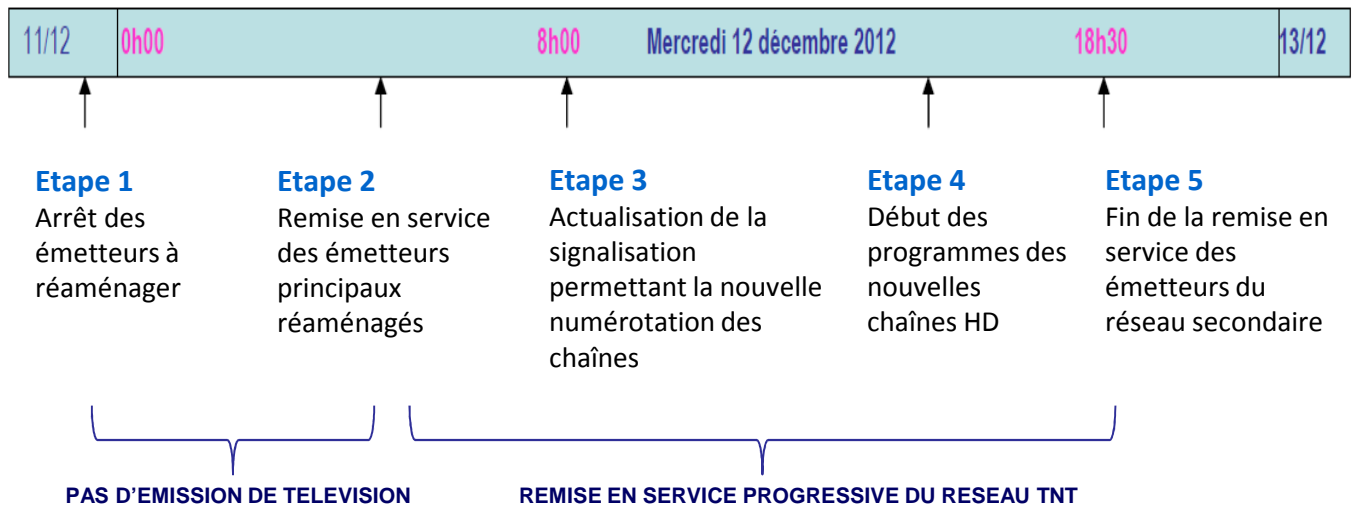 11/12 0h00 8h00 Mercredi 12 décembre 2012 18h30 13/12
Etape 1
Arrêt des
émetteurs à
réaménager
Etape 2
Remise en service
des émetteurs
principaux
réaménagés
Etape 3
Actualisation de la
signalisation
permettant la nouvelle
numérotation des
chaînes
Etape 4
Début des
programmes des
nouvelles
chaînes HD
Etape 5
Fin de la remise en
service des
émetteurs du
réseau secondaire
PAS D'EMISSION DE TELEVISION
REMISE EN SERVICE PROGRESSIVE DU RESEAU TNT